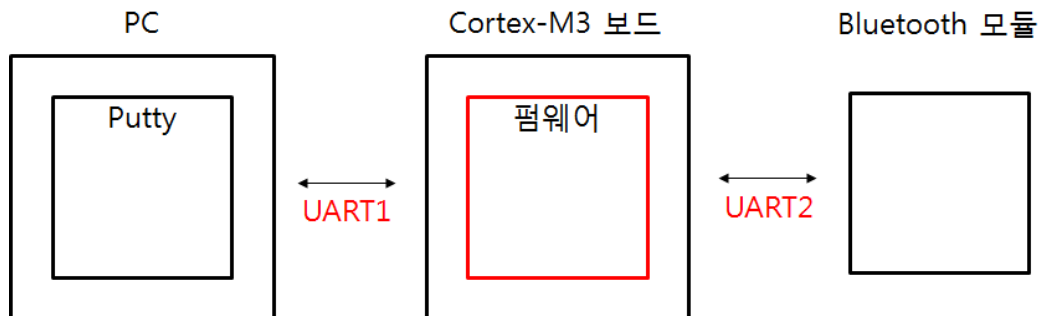 PC
Cortex-M3 보드
Bluetooth 모듈
Putty
펌웨어
UART1
UART2